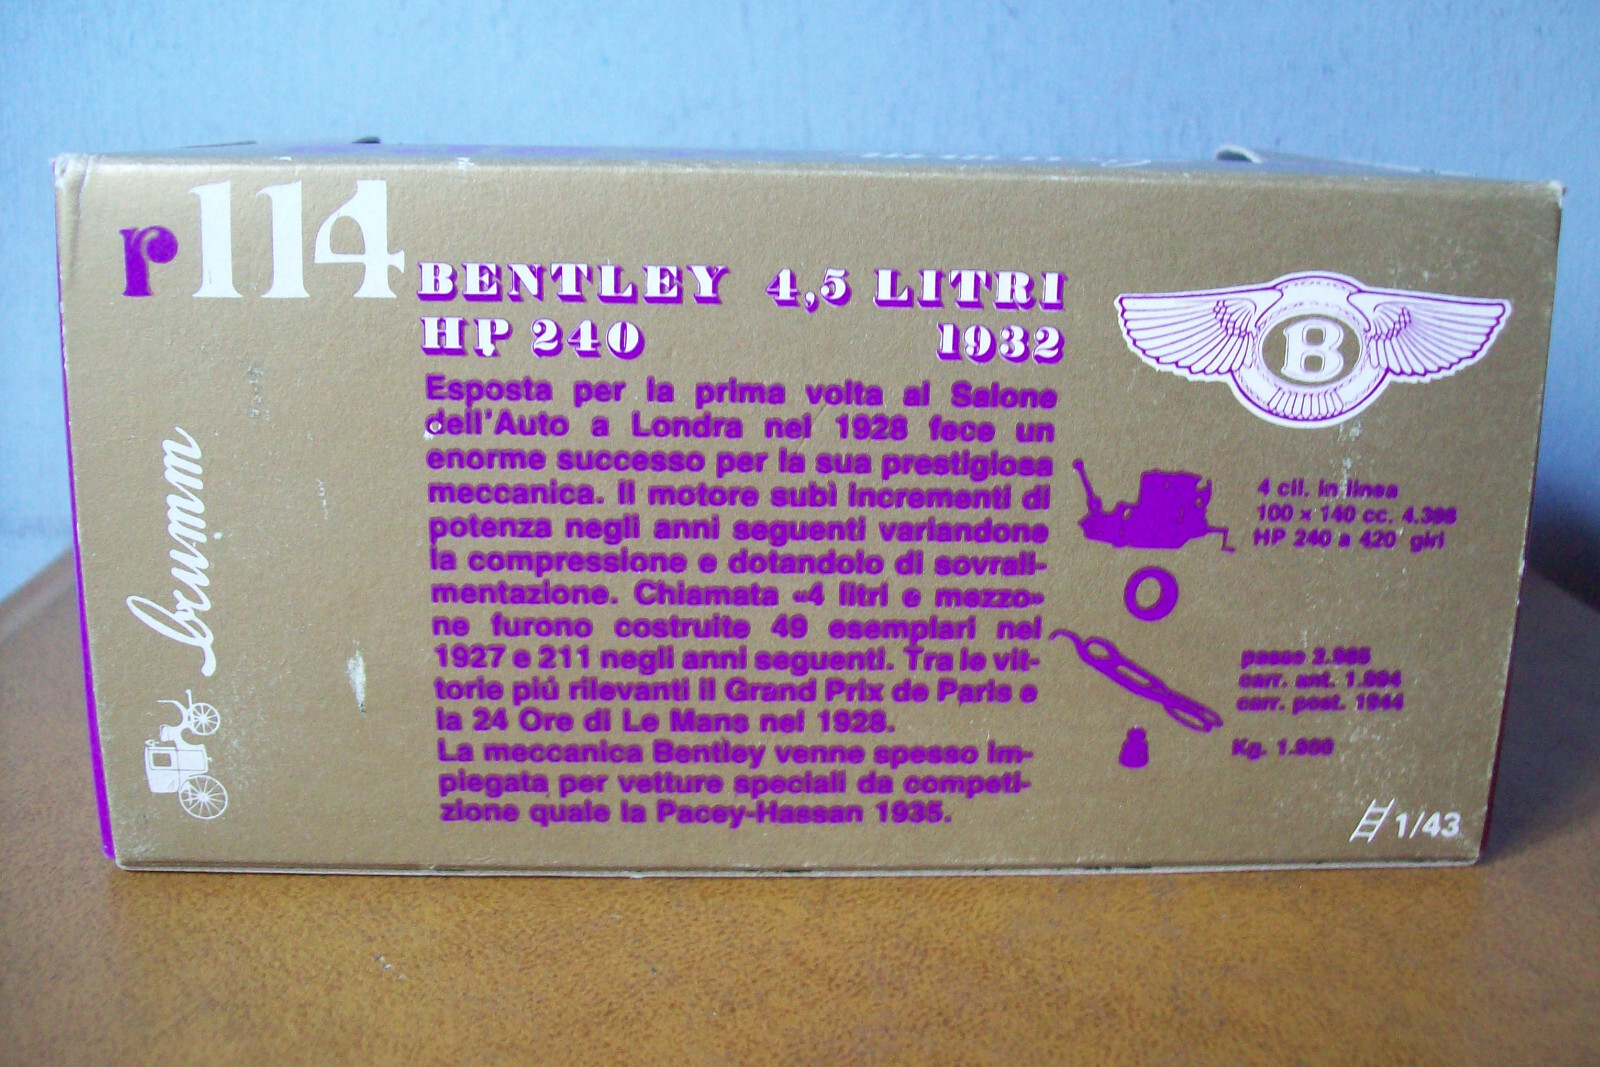 r114
BENTLEY 4,5 LITRI
HP 240 1932
Esposta per la prima volta al Salone
dell'Auto a Londra nel 1928 fece un
enorme successo per la sua prestigiosa
meccanica. Il motore subì incrementi di
potenza negli anni seguenti variandone
la compressione e dotandolo di sovrali-
mentazione. Chiamata «4 litri e mezzo»
ne furono costruite 49 esemplari nel
1927 e 211 negli anni seguenti. Tra le vit-
torie piú rilevanti il Grand Prix de Paris e
la 24 Ore di Le Mans nel 1928.
La meccanica Bentley venne spesso im-
piegata per vetture speciali da competi-
zione quale la Pacey-Hassan 1935.
brumm
B
4 cil. in linea
100 x 140 cc. 4.398
HP 240 a 420 giri
passo
carr. ant.
carr. post. 1944
Kg.
1/43